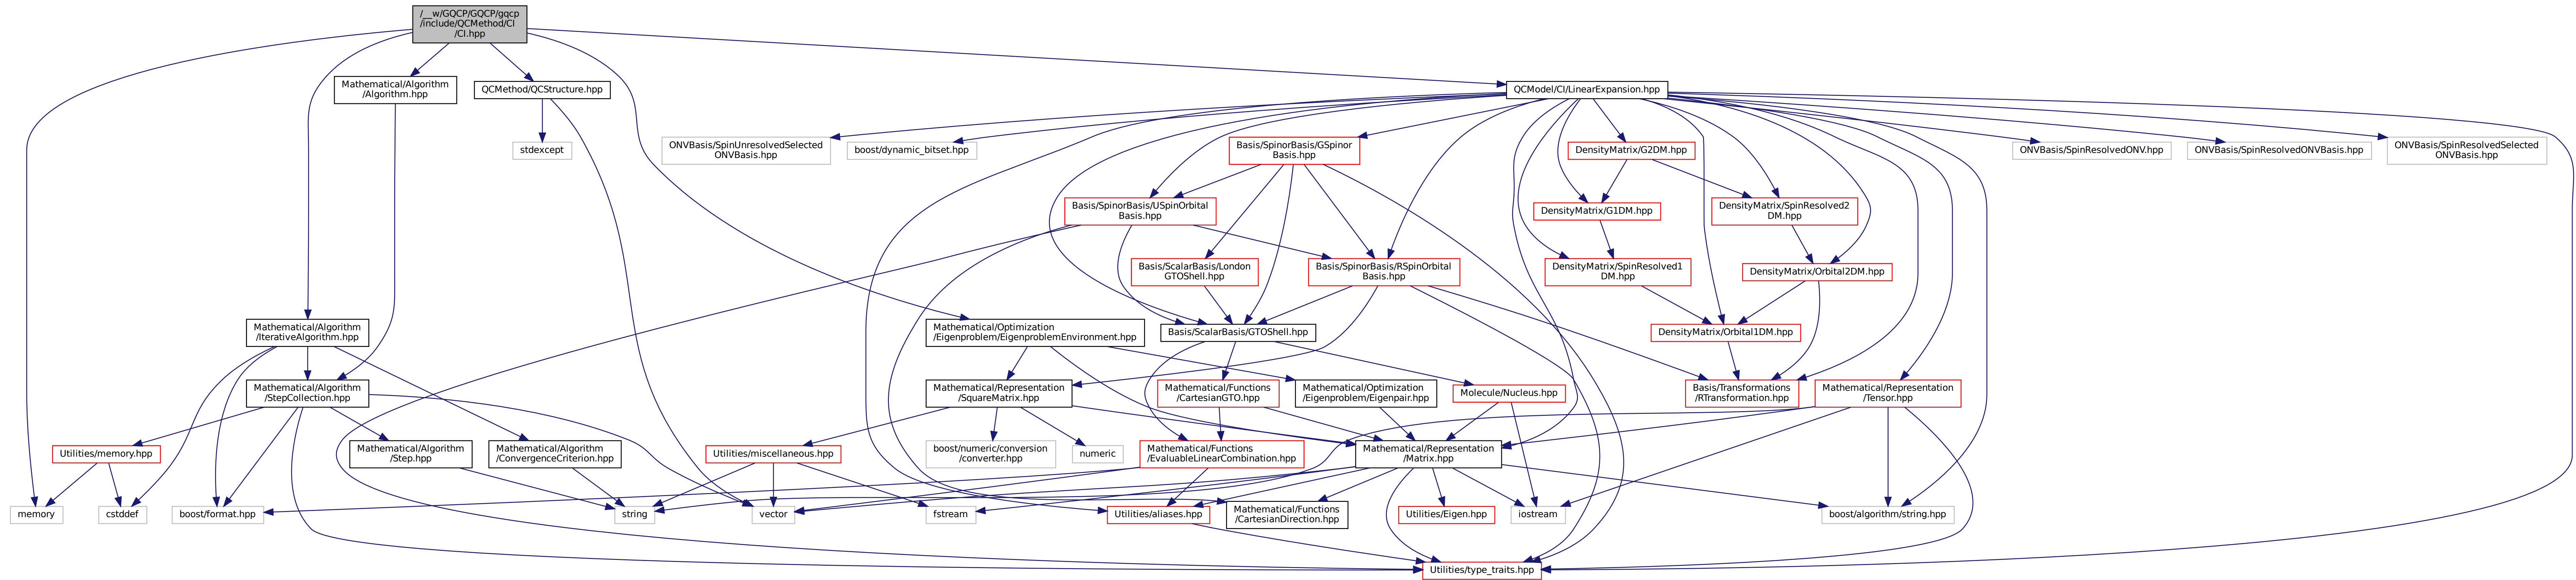 /__w/GQCP/GQCP/gqcp
/include/QCMethod/CI
/CI.hpp
Mathematical/Algorithm
/Algorithm.hpp
QCMethod/QCStructure.hpp
QCModel/CI/LinearExpansion.hpp
stdexcept
ONVBasis/SpinUnresolvedSelected
ONVBasis.hpp
boost/dynamic_bitset.hpp
Basis/SpinorBasis/GSpinor
Basis.hpp
DensityMatrix/G2DM.hpp
ONVBasis/SpinResolvedONV.hpp
ONVBasis/SpinResolvedONVBasis.hpp
ONVBasis/SpinResolvedSelected
ONVBasis.hpp
Basis/SpinorBasis/USpinOrbital
Basis.hpp
DensityMatrix/G1DM.hpp
DensityMatrix/SpinResolved2
DM.hpp
Basis/ScalarBasis/London
GTOShell.hpp
Basis/SpinorBasis/RSpinOrbital
Basis.hpp
DensityMatrix/SpinResolved1
DM.hpp
DensityMatrix/Orbital2DM.hpp
Mathematical/Algorithm
/IterativeAlgorithm.hpp
Mathematical/Optimization
/Eigenproblem/EigenproblemEnvironment.hpp
Basis/ScalarBasis/GTOShell.hpp
DensityMatrix/Orbital1DM.hpp
Mathematical/Algorithm
/StepCollection.hpp
Mathematical/Representation
/SquareMatrix.hpp
Mathematical/Functions
/CartesianGTO.hpp
Mathematical/Optimization
/Eigenproblem/Eigenpair.hpp
Molecule/Nucleus.hpp
Basis/Transformations
/RTransformation.hpp
Mathematical/Representation
/Tensor.hpp
Utilities/memory.hpp
Mathematical/Algorithm
/Step.hpp
Mathematical/Algorithm
/ConvergenceCriterion.hpp
Utilities/miscellaneous.hpp
boost/numeric/conversion
/converter.hpp
numeric
Mathematical/Functions
/EvaluableLinearCombination.hpp
Mathematical/Representation
/Matrix.hpp
memory
cstddef
boost/format.hpp
string
vector
fstream
Utilities/aliases.hpp
Mathematical/Functions
/CartesianDirection.hpp
Utilities/Eigen.hpp
iostream
boost/algorithm/string.hpp
Utilities/type_traits.hpp